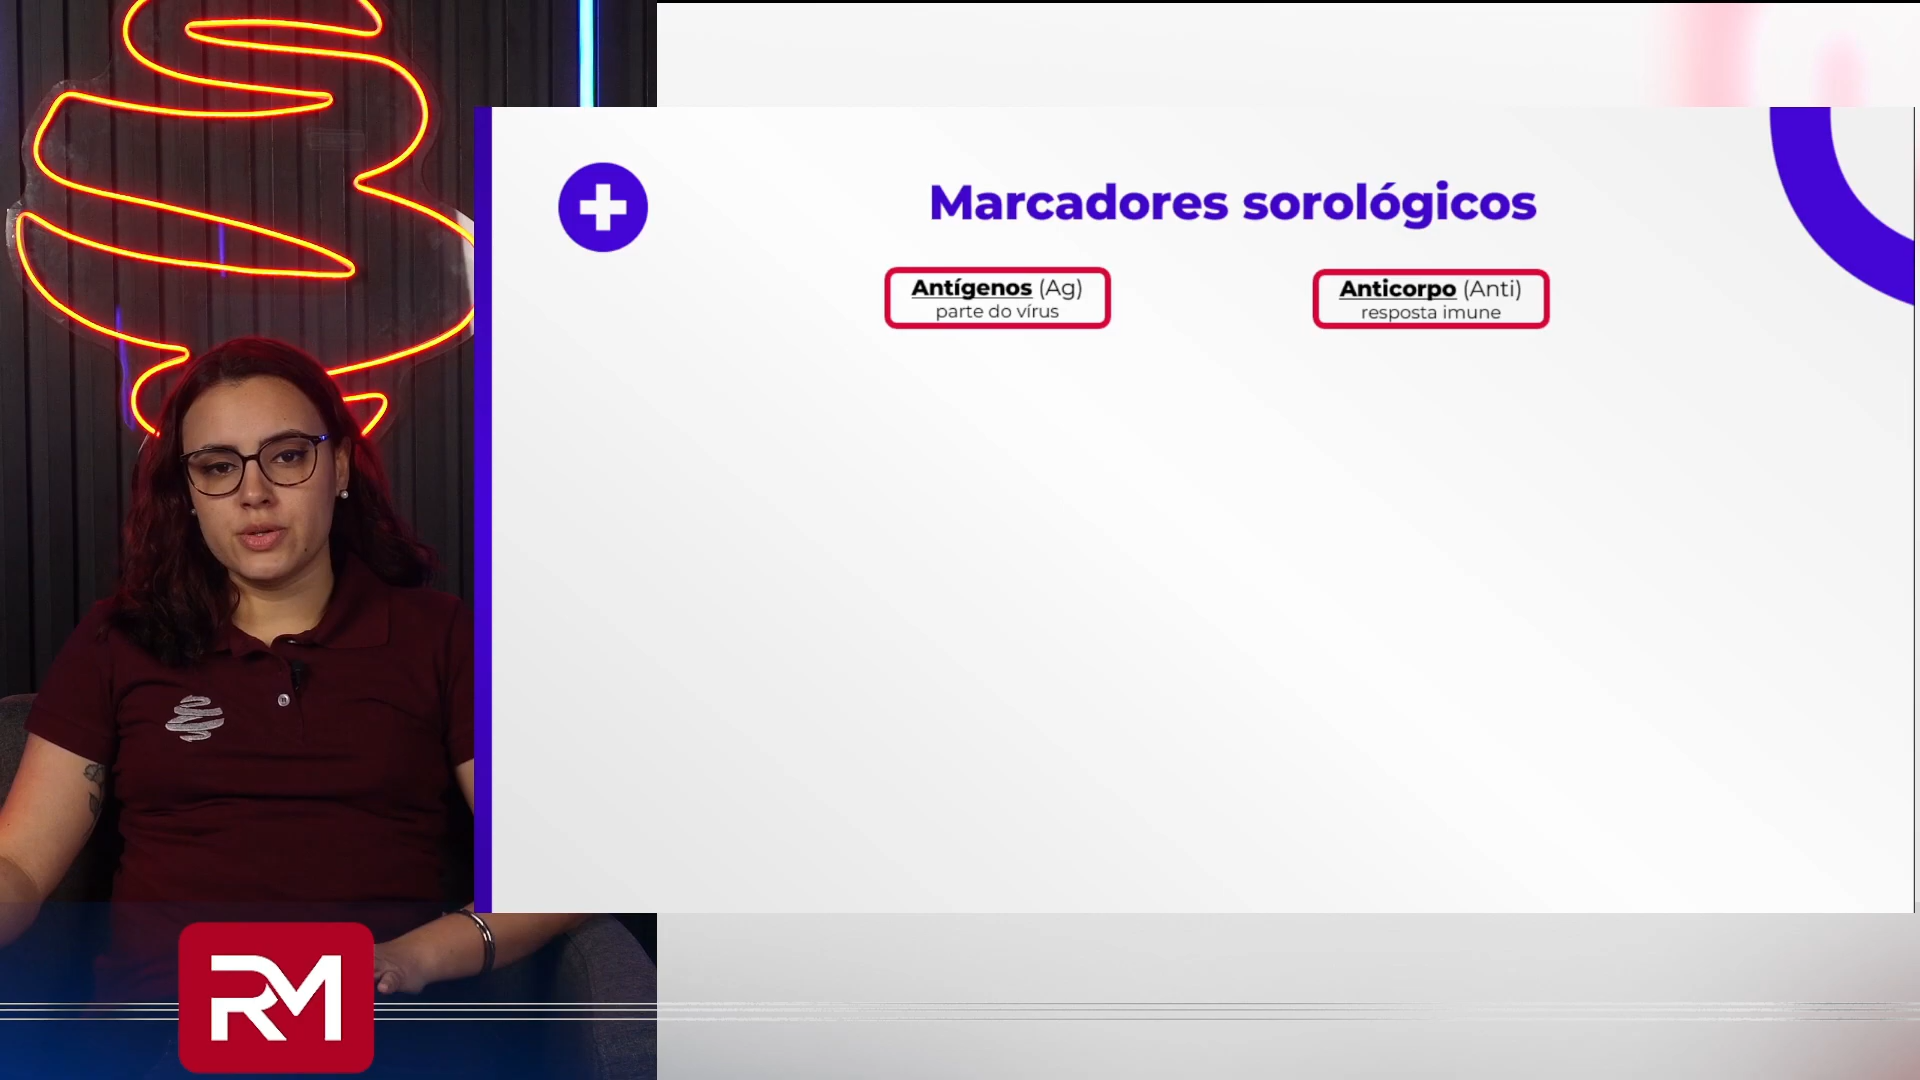 Marcadores sorológicos
Antígenos (Ag)
parte do vírus
Anticorpo (Anti)
resposta imune
RM